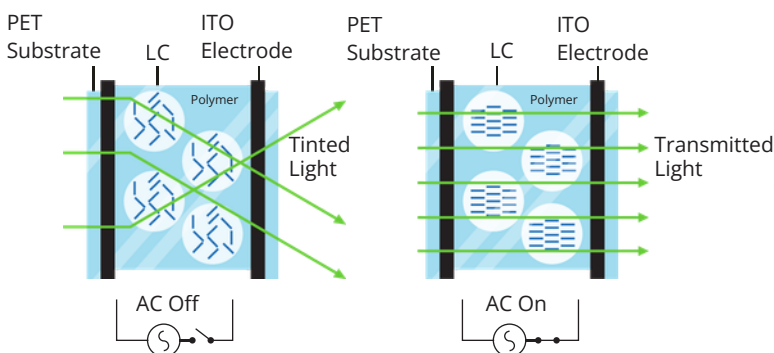 PET
Substrate
LC
ITO
Electrode
Polymer
Tinted
Light
AC Off
PET
Substrate
LC
ITO
Electrode
Polymer
Transmitted
Light
AC On